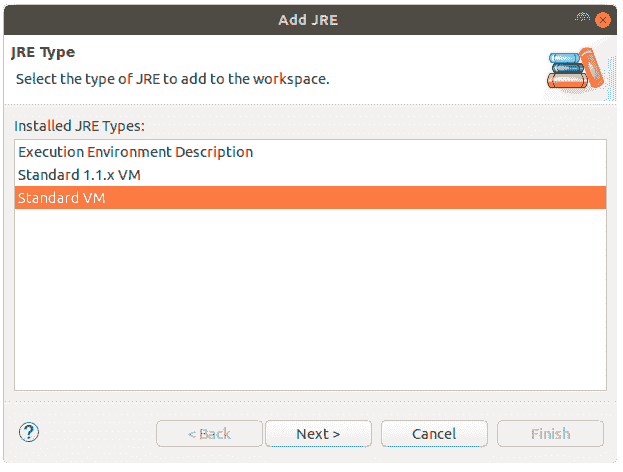 Add JRE
JRE Type
Select the type of JRE to add to the workspace.
Installed JRE Types:
Execution Environment Description
Standard 1.1.x VM
Standard VM
?
< Back
Next >
Cancel
Finish